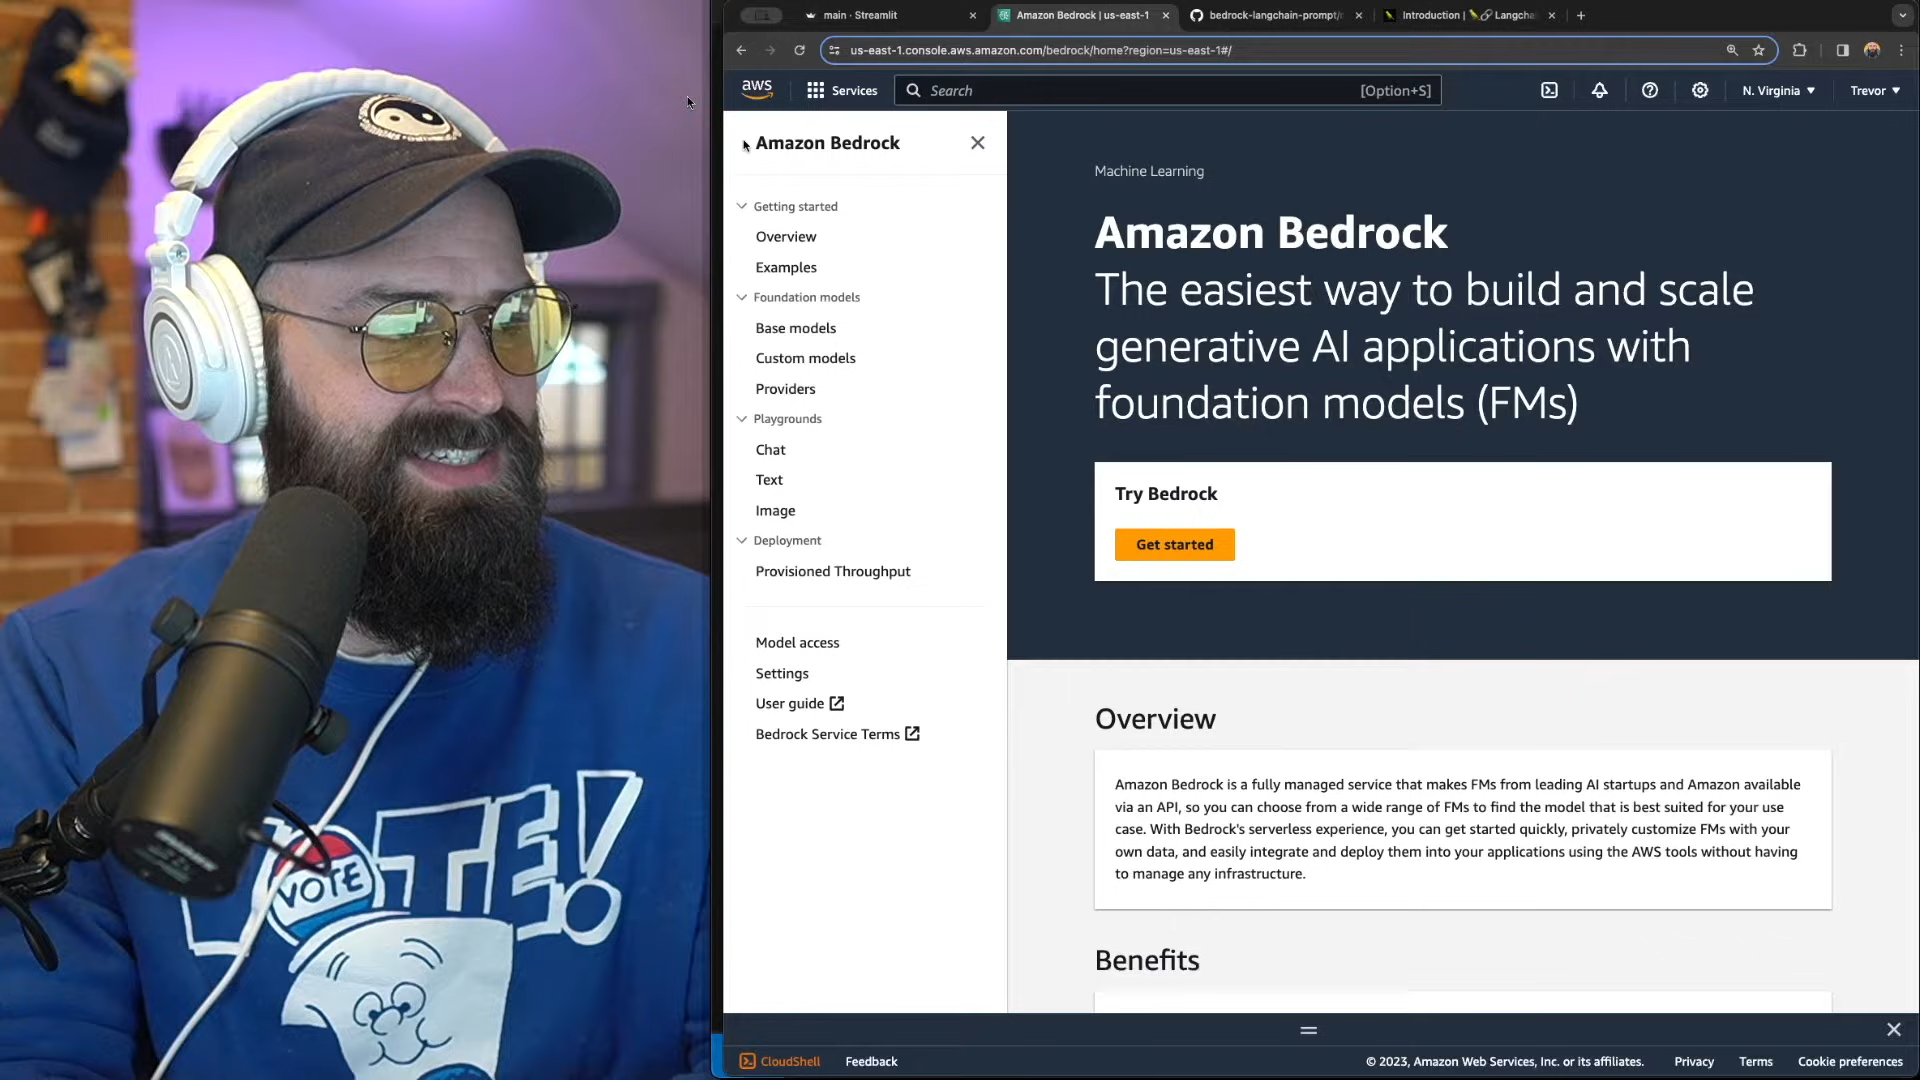 main · Streamlit
Amazon Bedrock | us-east-1
bedrock-langchain-prompt/
Introduction | Langcha
us-east-1.console.aws.amazon.com/bedrock/home?region=us-east-1#/
aws
Services
Search
[Option+S]
N. Virginia
Trevor
Amazon Bedrock
Getting started
Overview
Examples
Foundation models
Base models
Custom models
Providers
Playgrounds
Chat
Text
Image
Deployment
Provisioned Throughput
Model access
Settings
User guide
Bedrock Service Terms
Machine Learning
Amazon Bedrock
The easiest way to build and scale
generative AI applications with
foundation models (FMs)
Try Bedrock
Get started
Overview
Amazon Bedrock is a fully managed service that makes FMs from leading AI startups and Amazon available
via an API, so you can choose from a wide range of FMs to find the model that is best suited for your use
case. With Bedrock's serverless experience, you can get started quickly, privately customize FMs with your
own data, and easily integrate and deploy them into your applications using the AWS tools without having
to manage any infrastructure.
Benefits
CloudShell
Feedback
© 2023, Amazon Web Services, Inc. or its affiliates.
Privacy
Terms
Cookie preferences
VOTE!
VOTE